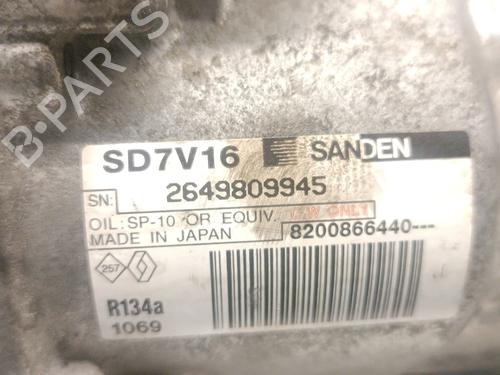 B-PARTS
SD7V16 SANDEN
SN: 2649809945
OIL: SP-10 OR EQUIV.
MADE IN JAPAN 8200866440---
257
R134a
1069